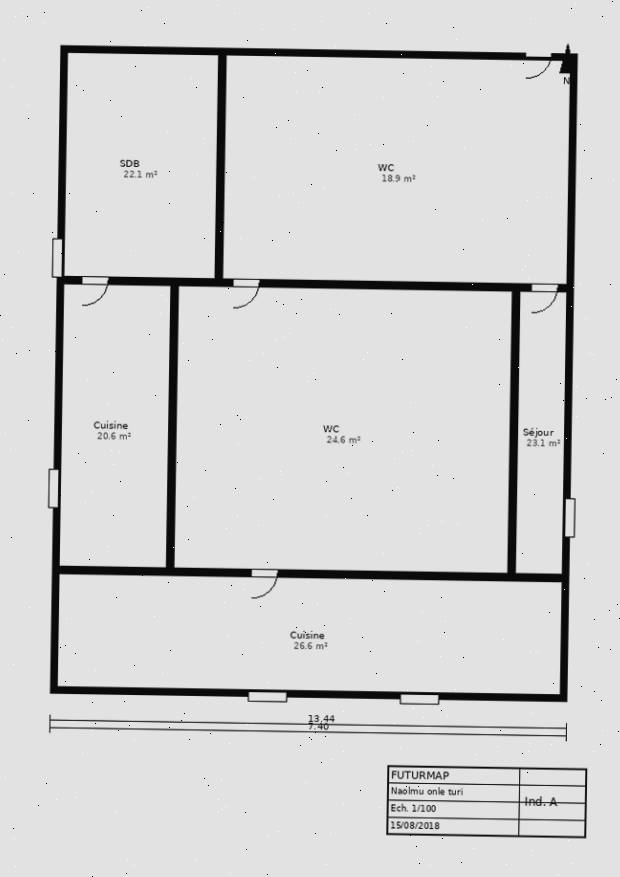 N
SDB
22.1 m²
WC
18.9 m²
Cuisine
20.6 m²
WC
24.6 m²
Séjour
23.1 m²
Cuisine
26.6 m²
13.44
7.40
FUTURMAP
Naolmu onle turi
Ind. A
Ech. 1/100
15/08/2018